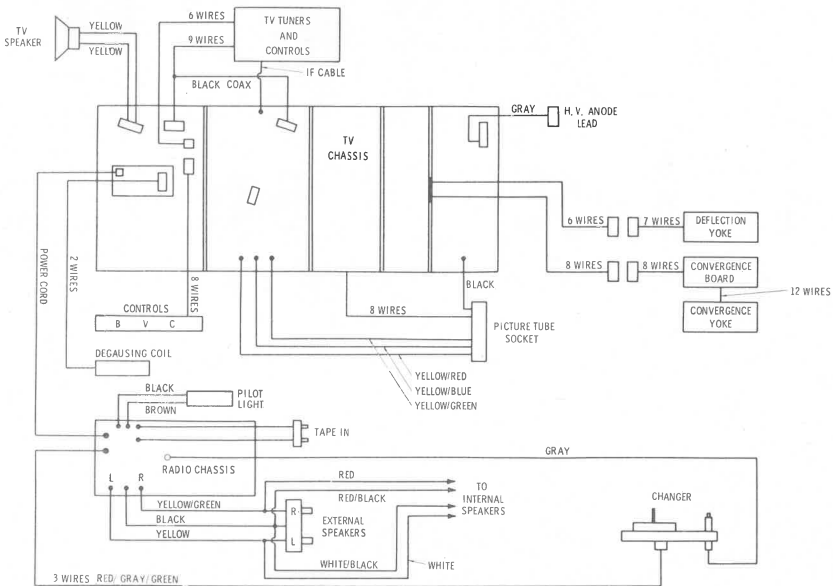 6 WIRES
TV TUNERS
AND
CONTROLS
YELLOW
TV
SPEAKER
YELLOW
9 WIRES
IF CABLE
BLACK COAX
GRAY
H. V. ANODE
LEAD
TV
CHASSIS
6 WIRES
7 WIRES
DEFLECTION
YOKE
POWER CORD
2 WIRES
8 WIRES
8 WIRES
8 WIRES
CONVERGENCE
BOARD
12 WIRES
CONVERGENCE
YOKE
BLACK
CONTROLS
B V C
8 WIRES
PICTURE TUBE
SOCKET
DEGAUSING COIL
YELLOW/RED
YELLOW/BLUE
YELLOW/GREEN
BLACK
PILOT
LIGHT
BROWN
TAPE IN
RADIO CHASSIS
GRAY
L R
RED
TO
INTERNAL
SPEAKERS
RED/BLACK
CHANGER
YELLOW/GREEN
R
BLACK
EXTERNAL
SPEAKERS
YELLOW
L
WHITE/BLACK
WHITE
3 WIRES RED/GRAY/GREEN